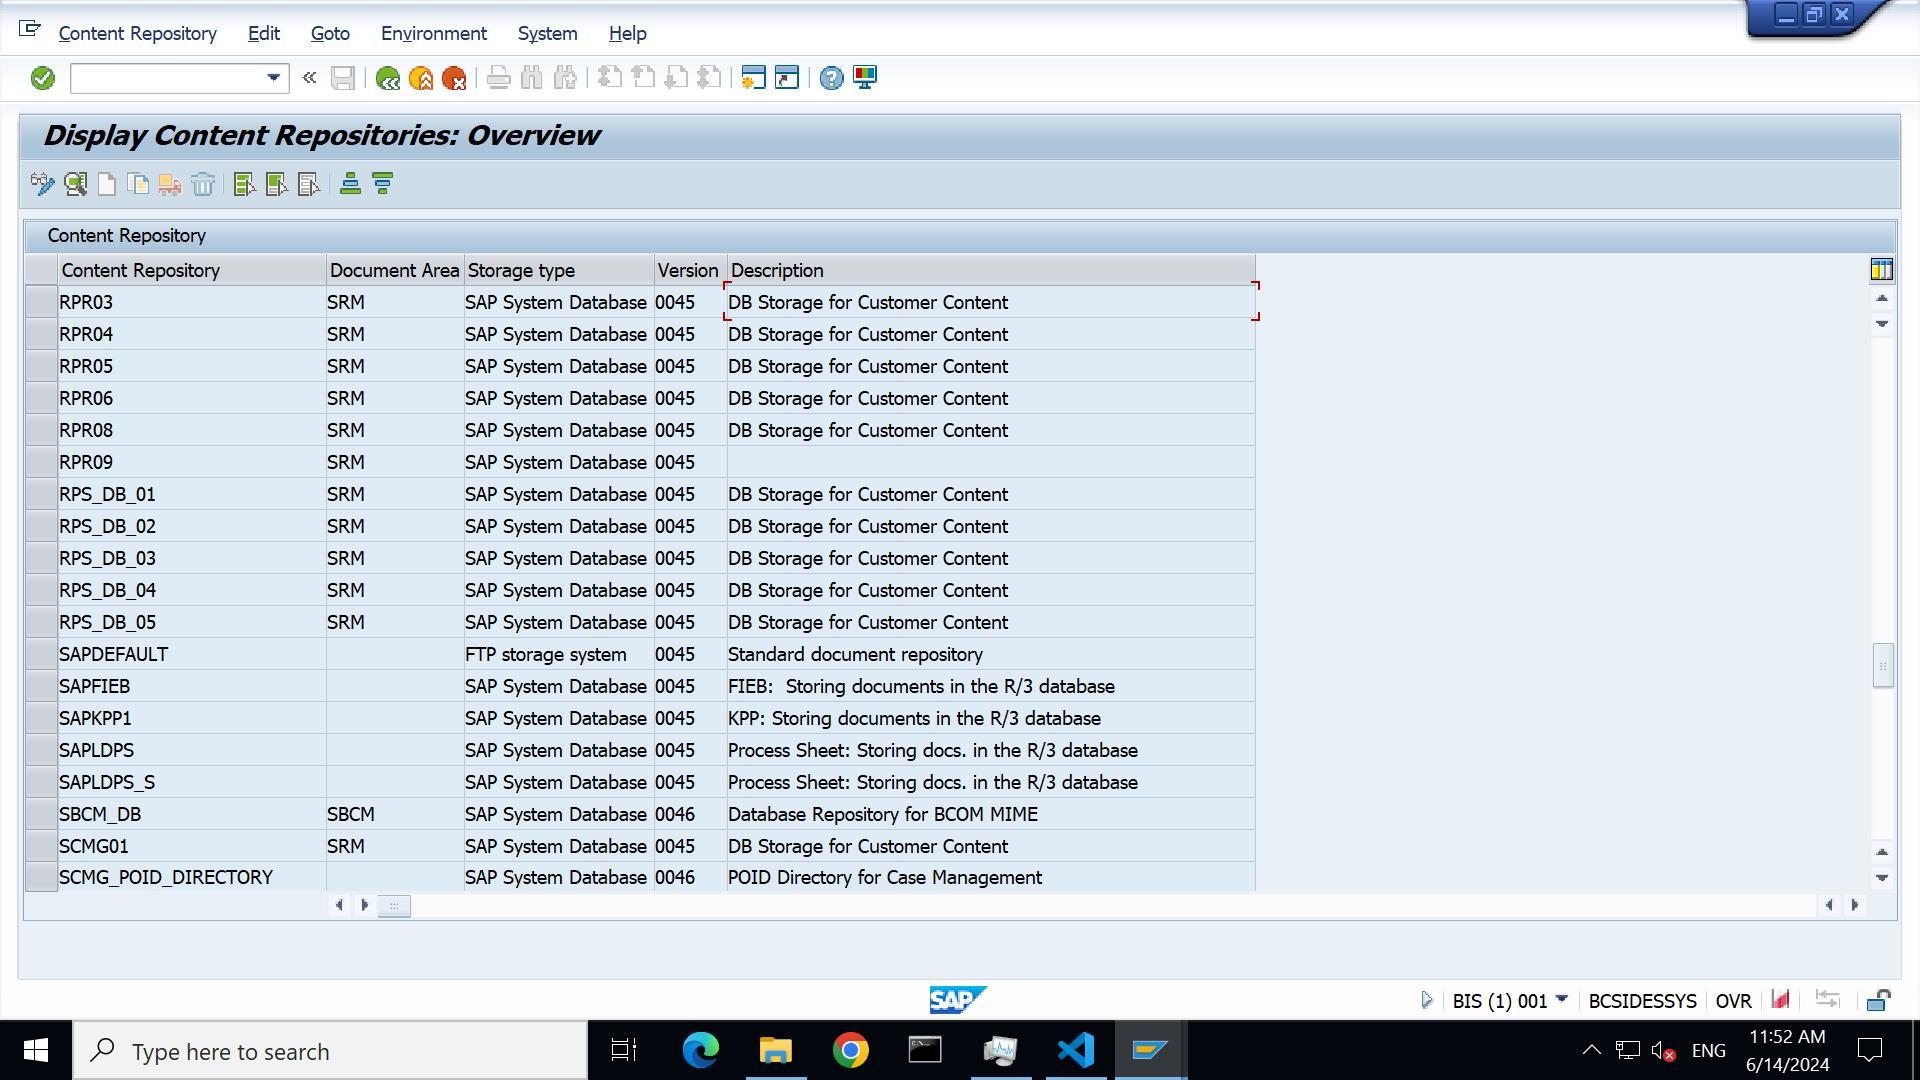 Content Repository Edit Goto Environment System Help
Display Content Repositories: Overview
Content Repository
Content Repository Document Area Storage type Version Description
RPR03 SRM SAP System Database 0045 DB Storage for Customer Content
RPR04 SRM SAP System Database 0045 DB Storage for Customer Content
RPR05 SRM SAP System Database 0045 DB Storage for Customer Content
RPR06 SRM SAP System Database 0045 DB Storage for Customer Content
RPR08 SRM SAP System Database 0045 DB Storage for Customer Content
RPR09 SRM SAP System Database 0045
RPS_DB_01 SRM SAP System Database 0045 DB Storage for Customer Content
RPS_DB_02 SRM SAP System Database 0045 DB Storage for Customer Content
RPS_DB_03 SRM SAP System Database 0045 DB Storage for Customer Content
RPS_DB_04 SRM SAP System Database 0045 DB Storage for Customer Content
RPS_DB_05 SRM SAP System Database 0045 DB Storage for Customer Content
SAPDEFAULT FTP storage system 0045 Standard document repository
SAPFIEB SAP System Database 0045 FIEB: Storing documents in the R/3 database
SAPKPP1 SAP System Database 0045 KPP: Storing documents in the R/3 database
SAPLDPS SAP System Database 0045 Process Sheet: Storing docs. in the R/3 database
SAPLDPS_S SAP System Database 0045 Process Sheet: Storing docs. in the R/3 database
SBCM_DB SBCM SAP System Database 0046 Database Repository for BCOM MIME
SCMG01 SRM SAP System Database 0045 DB Storage for Customer Content
SCMG_POID_DIRECTORY SAP System Database 0046 POID Directory for Case Management
SAP BIS (1) 001 BCSIDESSYS OVR
Type here to search ENG 11:52 AM
6/14/2024